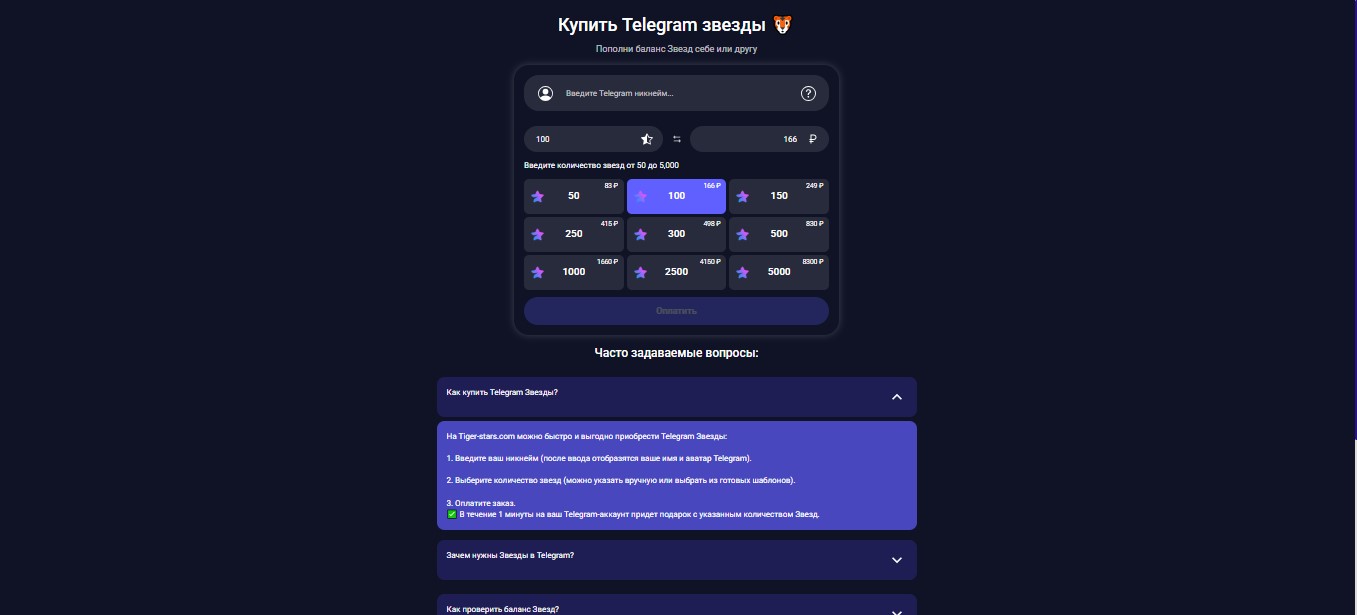 Купить Telegram звезды 🐯
Пополни баланс Звезд себе или другу
Введите Telegram никнейм...
100
166 ₽
Введите количество звезд от 50 до 5,000
50 83 ₽
100 166 ₽
150 249 ₽
250 415 ₽
300 498 ₽
500 830 ₽
1000 1660 ₽
2500 4150 ₽
5000 8300 ₽
Оплатить
Часто задаваемые вопросы:
Как купить Telegram Звезды?
На Tiger-stars.com можно быстро и выгодно приобрести Telegram Звезды:
1. Введите ваш никнейм (после ввода отобразятся ваше имя и аватар Telegram).
2. Выберите количество звезд (можно указать вручную или выбрать из готовых шаблонов).
3. Оплатите заказ.
✅ В течение 1 минуты на ваш Telegram-аккаунт придет подарок с указанным количеством Звезд.
Зачем нужны Звезды в Telegram?
Как проверить баланс Звезд?